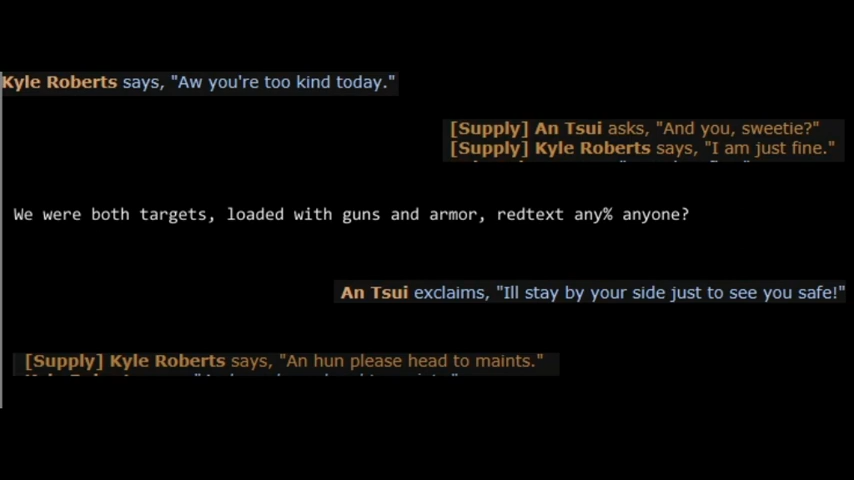 Kyle Roberts says, "Aw you're too kind today."
[Supply] An Tsui asks, "And you, sweetie?"
[Supply] Kyle Roberts says, "I am just fine."
We were both targets, loaded with guns and armor, redtext any% anyone?
An Tsui exclaims, "Ill stay by your side just to see you safe!"
[Supply] Kyle Roberts says, "An hun please head to maints."